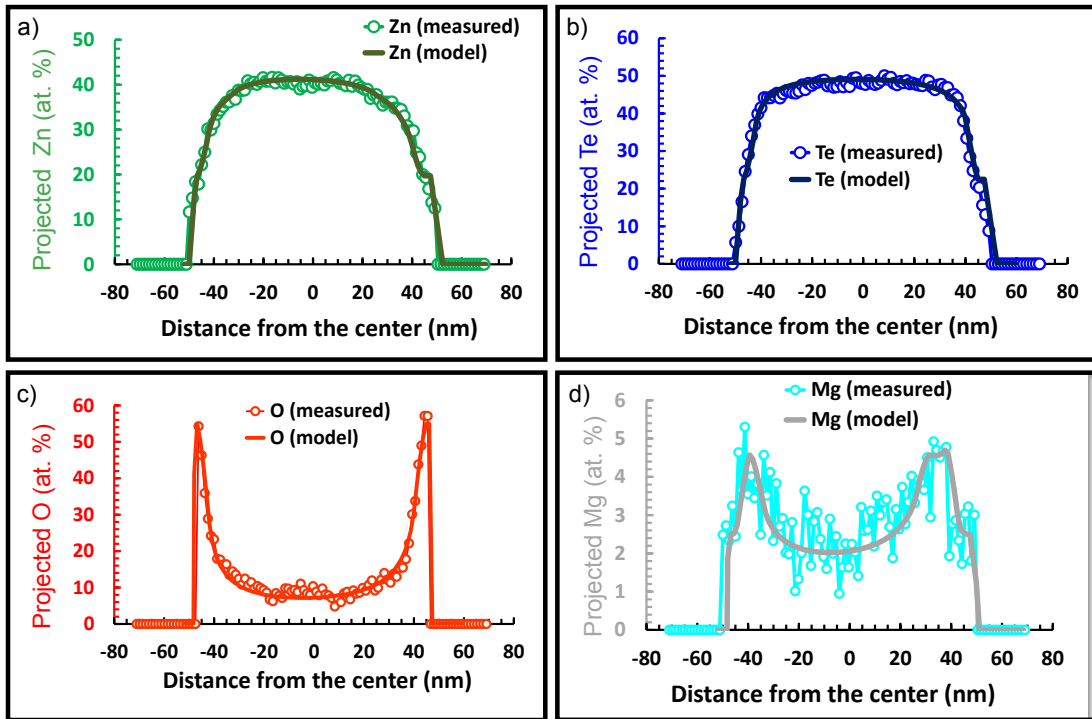 a)
Zn (measured)
Zn (model)
Projected Zn (at. %)
50
40
30
20
10
0
-80 -60 -40 -20 0 20 40 60 80
Distance from the center (nm)
b)
Te (measured)
Te (model)
Projected Te (at. %)
60
50
40
30
20
10
0
-80 -60 -40 -20 0 20 40 60 80
Distance from the center (nm)
c)
O (measured)
O (model)
Projected O (at. %)
60
50
40
30
20
10
0
-80 -60 -40 -20 0 20 40 60 80
Distance from the center (nm)
d)
Mg (measured)
Mg (model)
Projected Mg (at. %)
6
5
4
3
2
1
0
-80 -60 -40 -20 0 20 40 60 80
Distance from the center (nm)